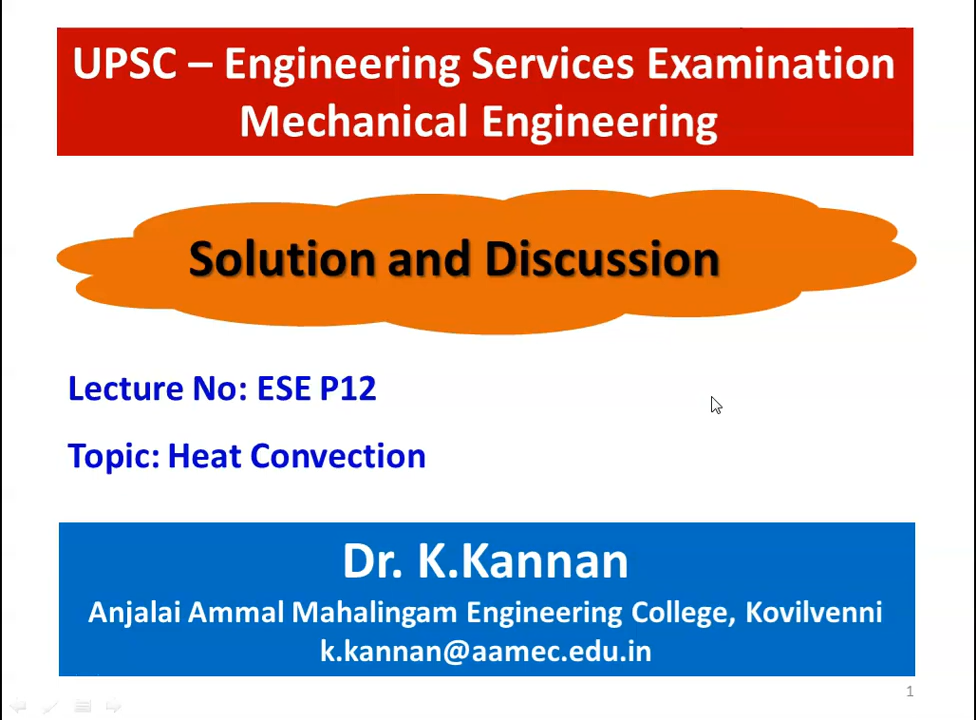 UPSC – Engineering Services Examination
Mechanical Engineering
Solution and Discussion
Lecture No: ESE P12
Topic: Heat Convection
Dr. K.Kannan
Anjalai Ammal Mahalingam Engineering College, Kovilvenni
k.kannan@aamec.edu.in
1